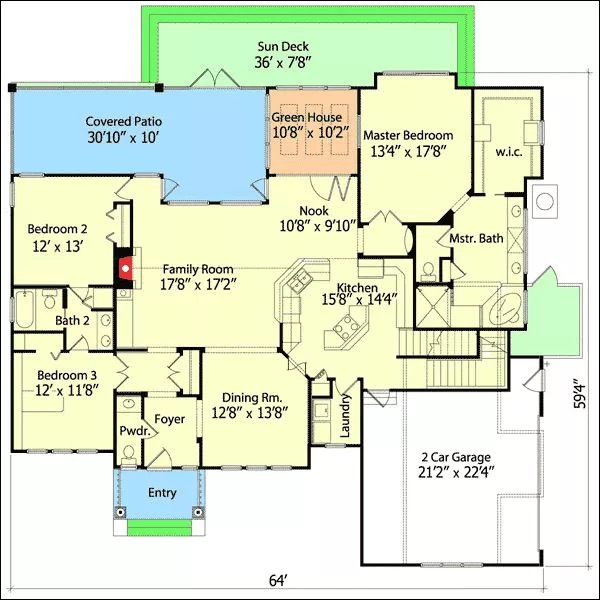 Sun Deck
36' x 7'8"
Covered Patio
30'10" x 10'
Green House
10'8" x 10'2"
Master Bedroom
13'4" x 17'8"
w.i.c.
Bedroom 2
12' x 13'
Nook
10'8" x 9'10"
Mstr. Bath
Family Room
17'8" x 17'2"
Kitchen
15'8" x 14'4"
Bath 2
Bedroom 3
12' x 11'8"
Dining Rm.
12'8" x 13'8"
Foyer
Pwdr.
Laundry
59'4"
2 Car Garage
21'2" x 22'4"
Entry
64'